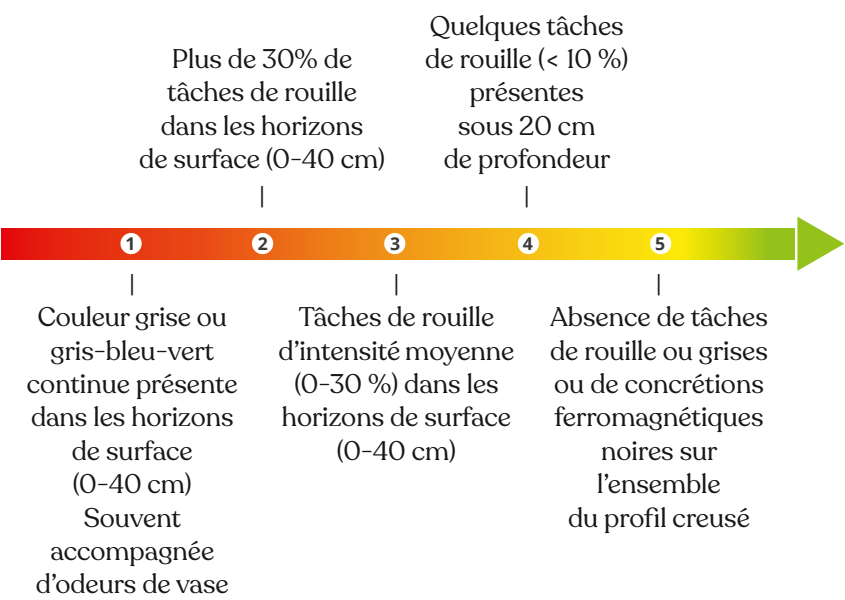 Plus de 30% de
tâches de rouille
dans les horizons
de surface (0-40 cm)
Quelques tâches
de rouille (< 10 %)
présentes
sous 20 cm
de profondeur
1
2
3
4
5
Couleur grise ou
gris-bleu-vert
continue présente
dans les horizons
de surface
(0-40 cm)
Souvent
accompagnée
d'odeurs de vase
Tâches de rouille
d'intensité moyenne
(0-30 %) dans les
horizons de surface
(0-40 cm)
Absence de tâches
de rouille ou grises
ou de concrétions
ferromagnétiques
noires sur
l'ensemble
du profil creusé